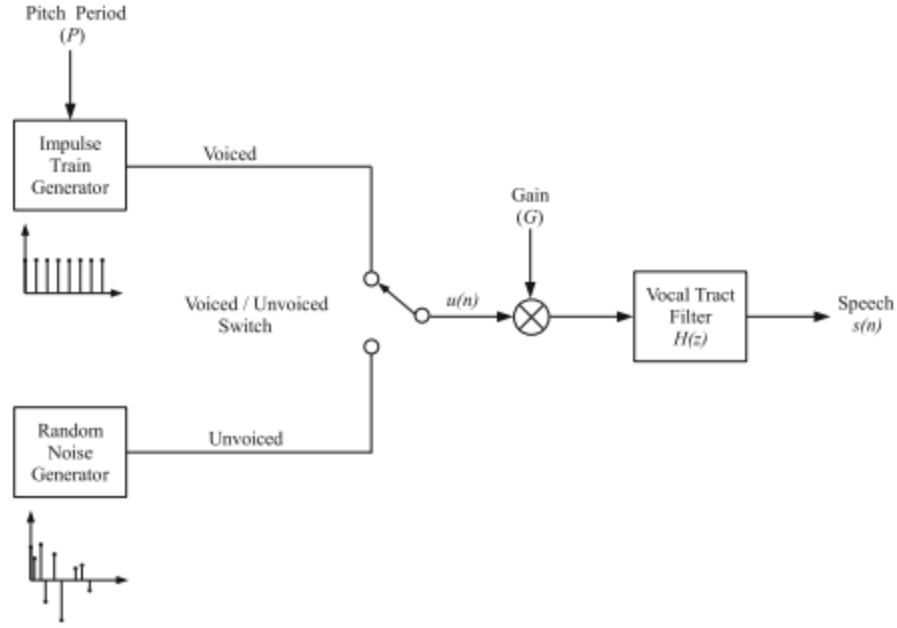 Pitch Period
(P)
Impulse
Train
Generator
Voiced
Gain
(G)
Voiced / Unvoiced
Switch
u(n)
Vocal Tract
Filter
H(z)
Speech
s(n)
Random
Noise
Generator
Unvoiced